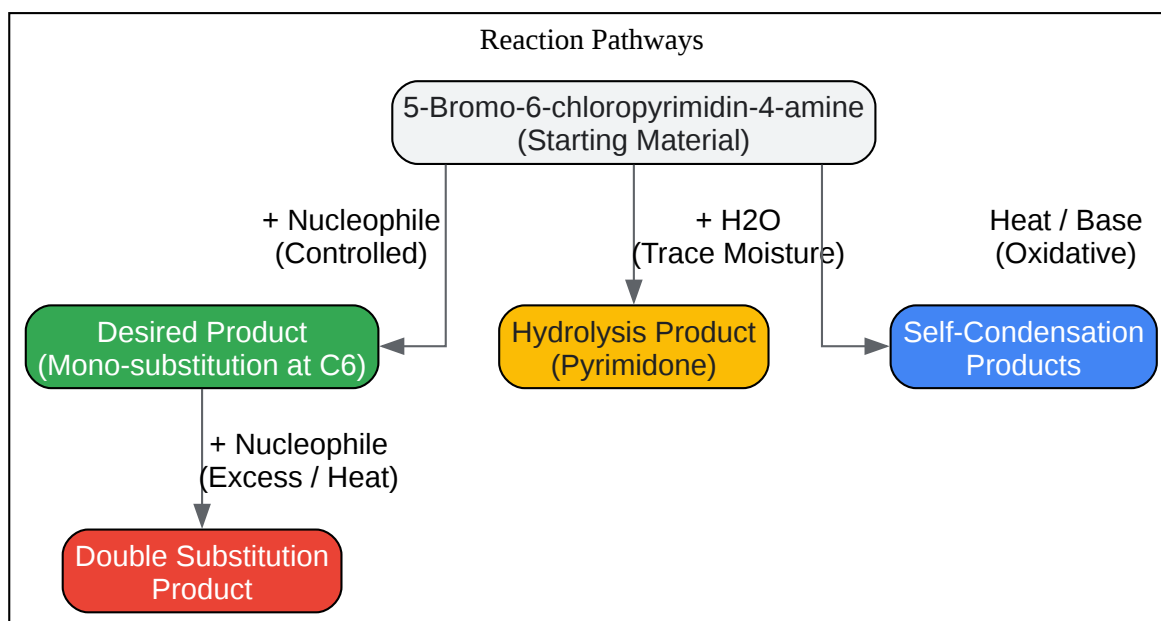 Reaction Pathways
5-Bromo-6-chloropyrimidin-4-amine
(Starting Material)
+ Nucleophile
(Controlled)
+ H2O
(Trace Moisture)
Heat / Base
(Oxidative)
Desired Product
(Mono-substitution at C6)
Hydrolysis Product
(Pyrimidone)
Self-Condensation
Products
+ Nucleophile
(Excess / Heat)
Double Substitution
Product